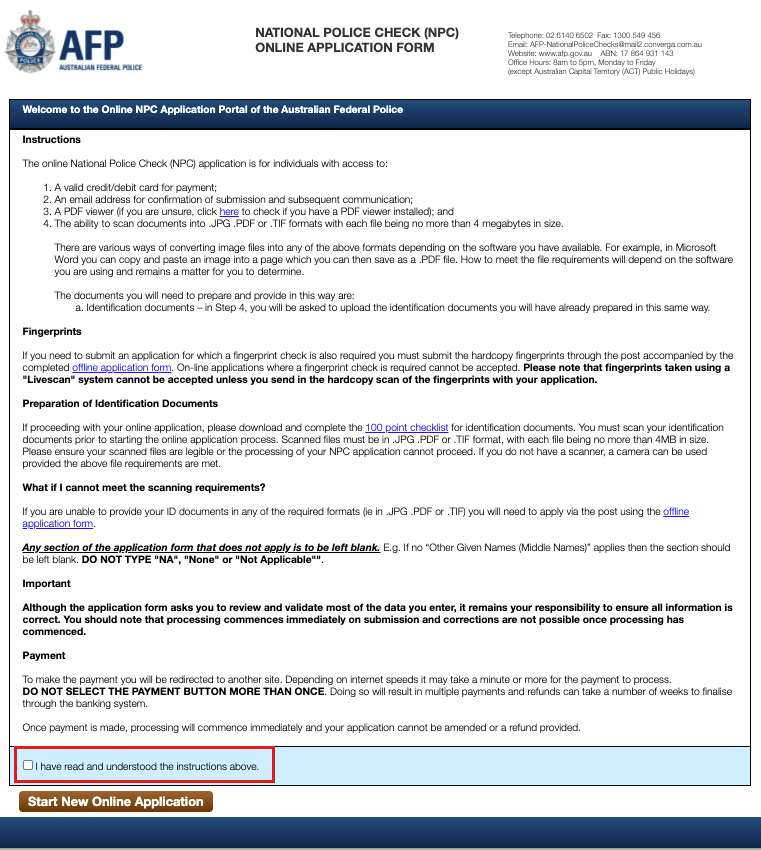 AFP
AUSTRALIAN FEDERAL POLICE
NATIONAL POLICE CHECK (NPC)
ONLINE APPLICATION FORM
Telephone: 02 6140 6502 Fax: 1300 549 456
Email: AFP-NationalPoliceChecks@mail2.converga.com.au
Website: www.afp.gov.au ABN: 17 864 931 143
Office Hours: 8am to 5pm, Monday to Friday
(except Australian Capital Territory (ACT) Public Holidays)
Welcome to the Online NPC Application Portal of the Australian Federal Police
Instructions
The online National Police Check (NPC) application is for individuals with access to:
1. A valid credit/debit card for payment;
2. An email address for confirmation of submission and subsequent communication;
3. A PDF viewer (if you are unsure, click here to check if you have a PDF viewer installed); and
4. The ability to scan documents into .JPG .PDF or .TIF formats with each file being no more than 4 megabytes in size.
There are various ways of converting image files into any of the above formats depending on the software you have available. For example, in Microsoft
Word you can copy and paste an image into a page which you can then save as a .PDF file. How to meet the file requirements will depend on the software
you are using and remains a matter for you to determine.
The documents you will need to prepare and provide in this way are:
a. Identification documents – in Step 4, you will be asked to upload the identification documents you will have already prepared in this same way.
Fingerprints
If you need to submit an application for which a fingerprint check is also required you must submit the hardcopy fingerprints through the post accompanied by the
completed offline application form. On-line applications where a fingerprint check is required cannot be accepted. Please note that fingerprints taken using a
"Livescan" system cannot be accepted unless you send in the hardcopy scan of the fingerprints with your application.
Preparation of Identification Documents
If proceeding with your online application, please download and complete the 100 point checklist for identification documents. You must scan your identification
documents prior to starting the online application process. Scanned files must be in .JPG .PDF or .TIF format, with each file being no more than 4MB in size.
Please ensure your scanned files are legible or the processing of your NPC application cannot proceed. If you do not have a scanner, a camera can be used
provided the above file requirements are met.
What if I cannot meet the scanning requirements?
If you are unable to provide your ID documents in any of the required formats (ie in .JPG .PDF or .TIF) you will need to apply via the post using the offline
application form.
Any section of the application form that does not apply is to be left blank. E.g. If no “Other Given Names (Middle Names)” applies then the section should
be left blank. DO NOT TYPE "NA", "None" or "Not Applicable"".
Important
Although the application form asks you to review and validate most of the data you enter, it remains your responsibility to ensure all information is
correct. You should note that processing commences immediately on submission and corrections are not possible once processing has
commenced.
Payment
To make the payment you will be redirected to another site. Depending on internet speeds it may take a minute or more for the payment to process.
DO NOT SELECT THE PAYMENT BUTTON MORE THAN ONCE. Doing so will result in multiple payments and refunds can take a number of weeks to finalise
through the banking system.
Once payment is made, processing will commence immediately and your application cannot be amended or a refund provided.
I have read and understood the instructions above.
Start New Online Application